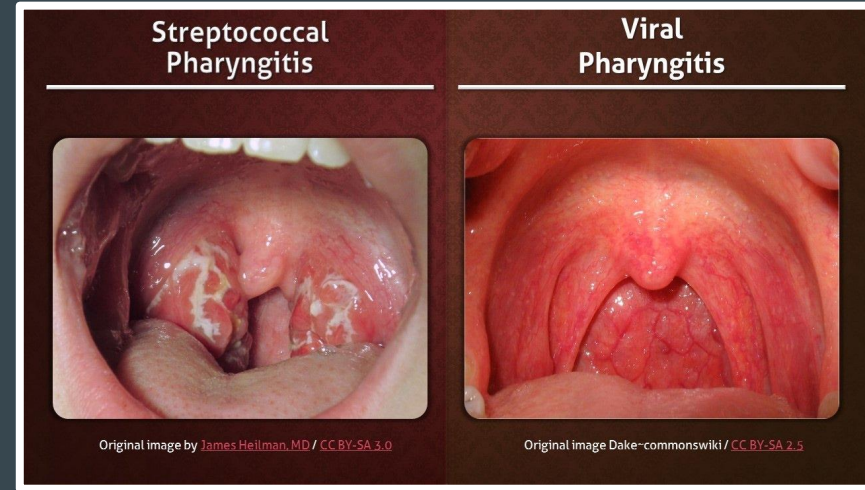 Streptococcal
Pharyngitis
Viral
Pharyngitis
Original image by James Heilman, MD / CC BY-SA 3.0
Original image Dake~commonswiki / CC BY-SA 2.5